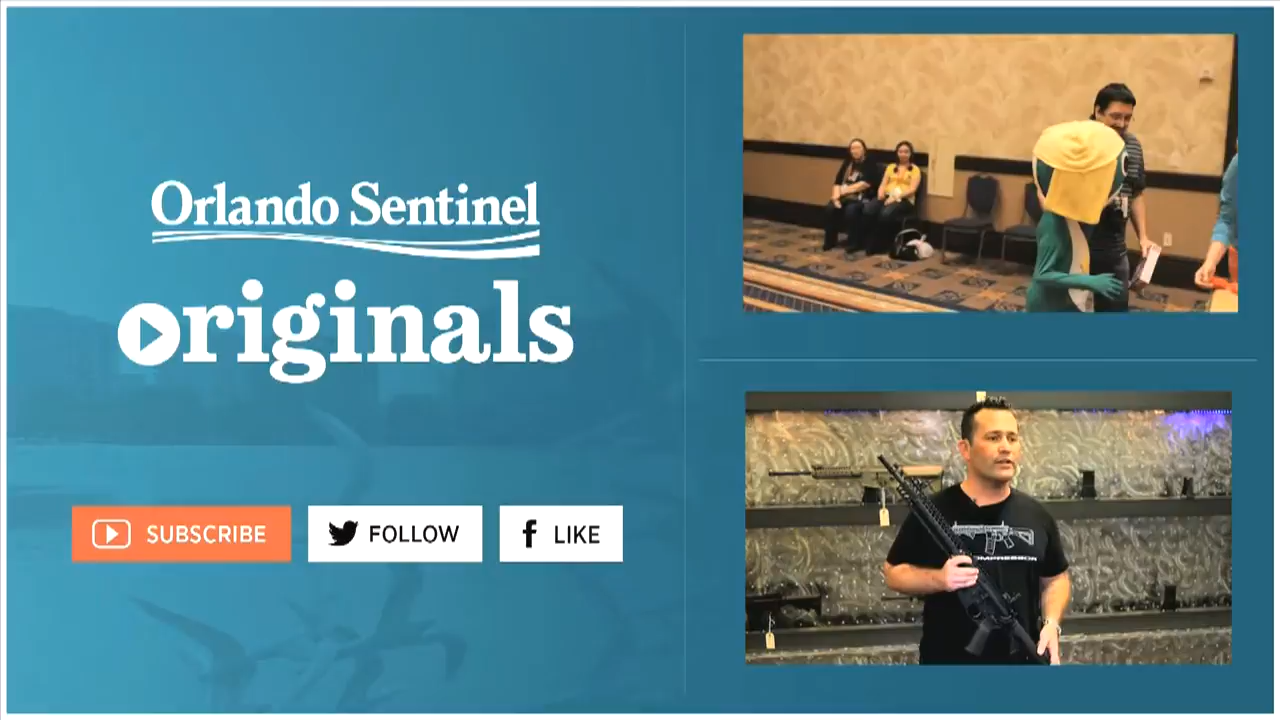 Orlando Sentinel
originals
SUBSCRIBE
FOLLOW
f LIKE